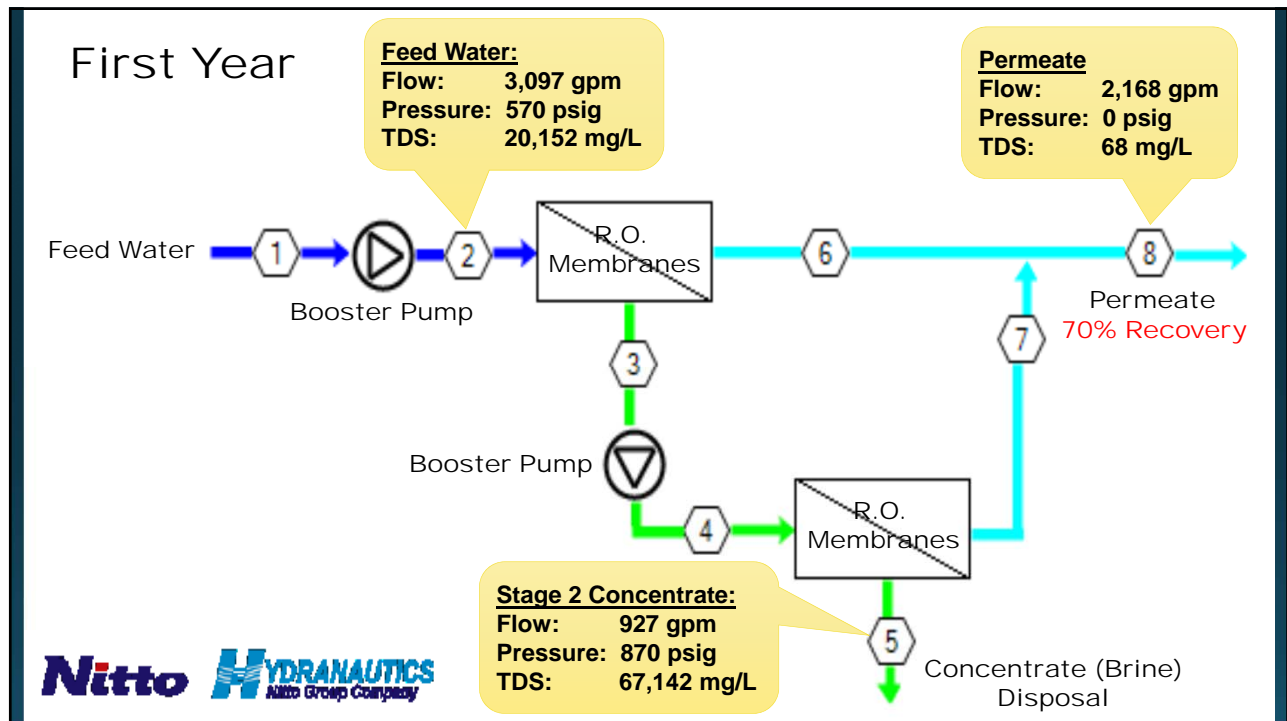 First Year
Feed Water:
Flow: 3,097 gpm
Pressure: 570 psig
TDS: 20,152 mg/L
Permeate
Flow: 2,168 gpm
Pressure: 0 psig
TDS: 68 mg/L
Feed Water
1
Booster Pump
2
R.O.
Membranes
6
8
Permeate
70% Recovery
3
7
Booster Pump
4
R.O.
Membranes
Stage 2 Concentrate:
Flow: 927 gpm
Pressure: 870 psig
TDS: 67,142 mg/L
5
Concentrate (Brine)
Disposal
Nitto
HYDRANAUTICS
Nitto Group Company